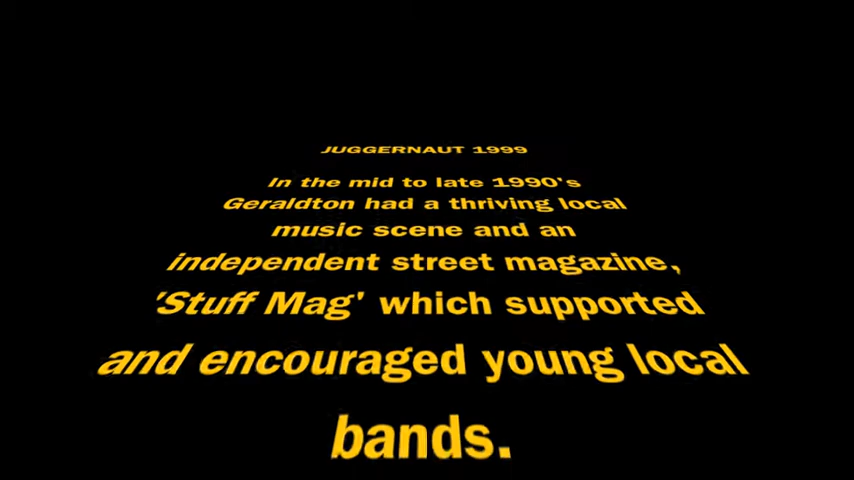 JUGGERNAUT 1999
In the mid to late 1990's
Geraldton had a thriving local
music scene and an
independent street magazine,
'Stuff Mag' which supported
and encouraged young local
bands.